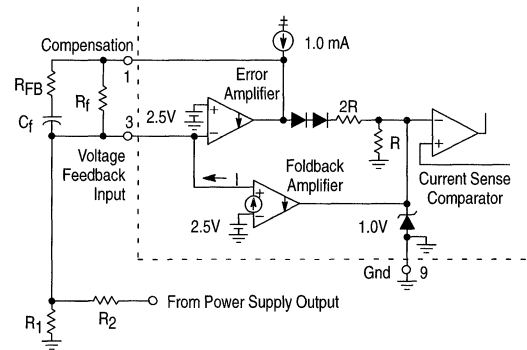 1.0 mA
Compensation
1
Error
Amplifier
RFB
Rf
Cf
3
2.5V
+
−
2R
R
−
+
Voltage
Feedback
Input
I
Foldback
Amplifier
Current Sense
Comparator
+
−
2.5V
1.0V
Gnd
9
R1
R2
From Power Supply Output